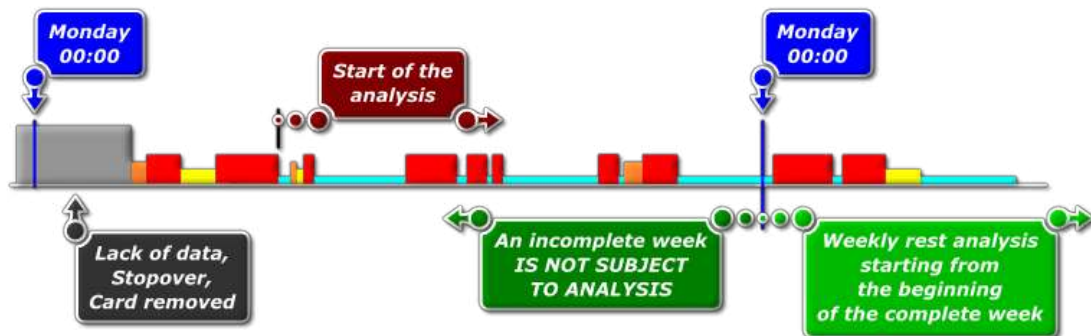 Monday
00:00
Monday
00:00
Start of the
analysis
Lack of data,
Stopover,
Card removed
An incomplete week
IS NOT SUBJECT
TO ANALYSIS
Weekly rest analysis
starting from
the beginning
of the complete week